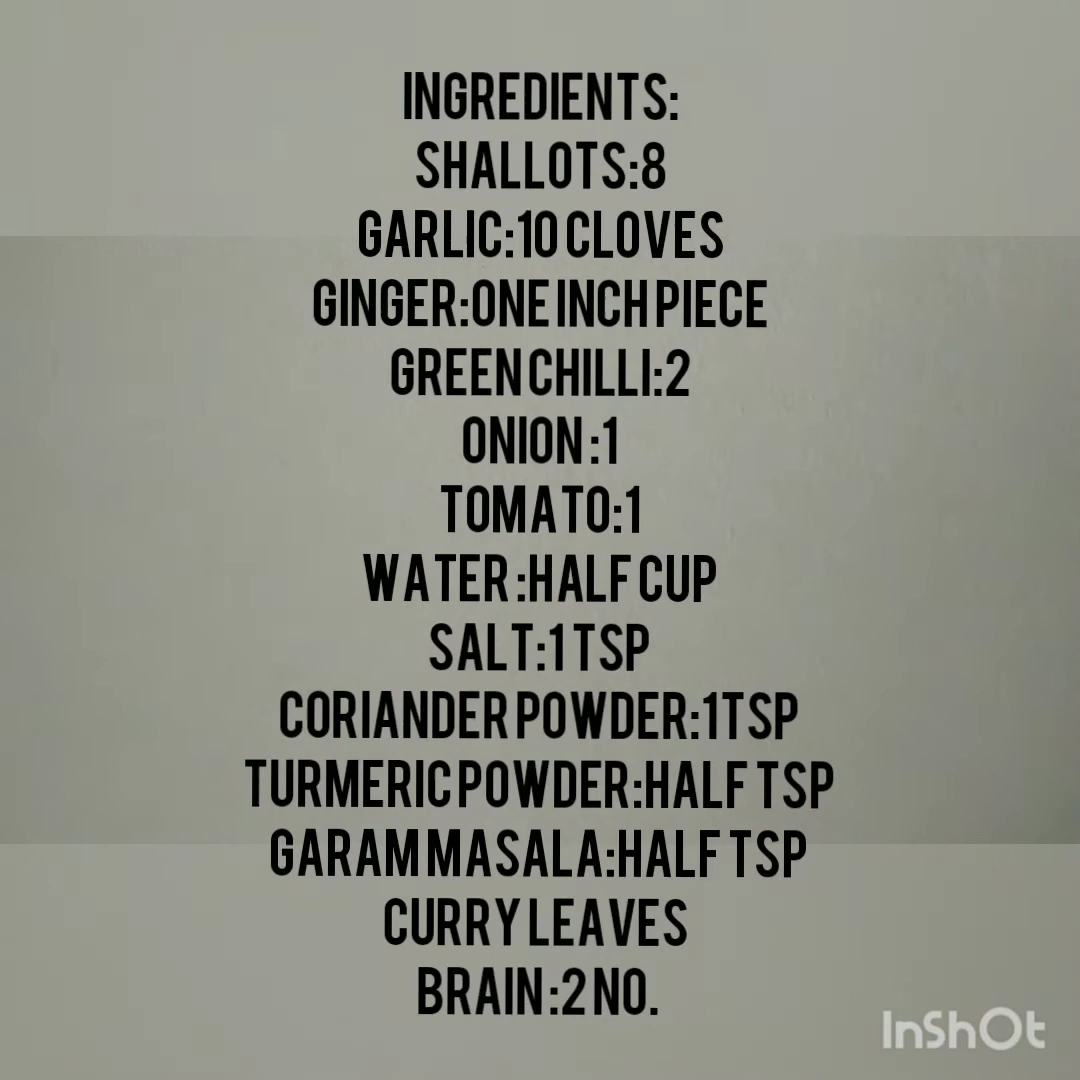 INGREDIENTS:
SHALLOTS:8
GARLIC:10 CLOVES
GINGER:ONE INCH PIECE
GREEN CHILLI:2
ONION :1
TOMATO:1
WATER :HALF CUP
SALT:1 TSP
CORIANDER POWDER:1TSP
TURMERIC POWDER:HALF TSP
GARAM MASALA:HALF TSP
CURRY LEAVES
BRAIN :2 NO.
InShOt